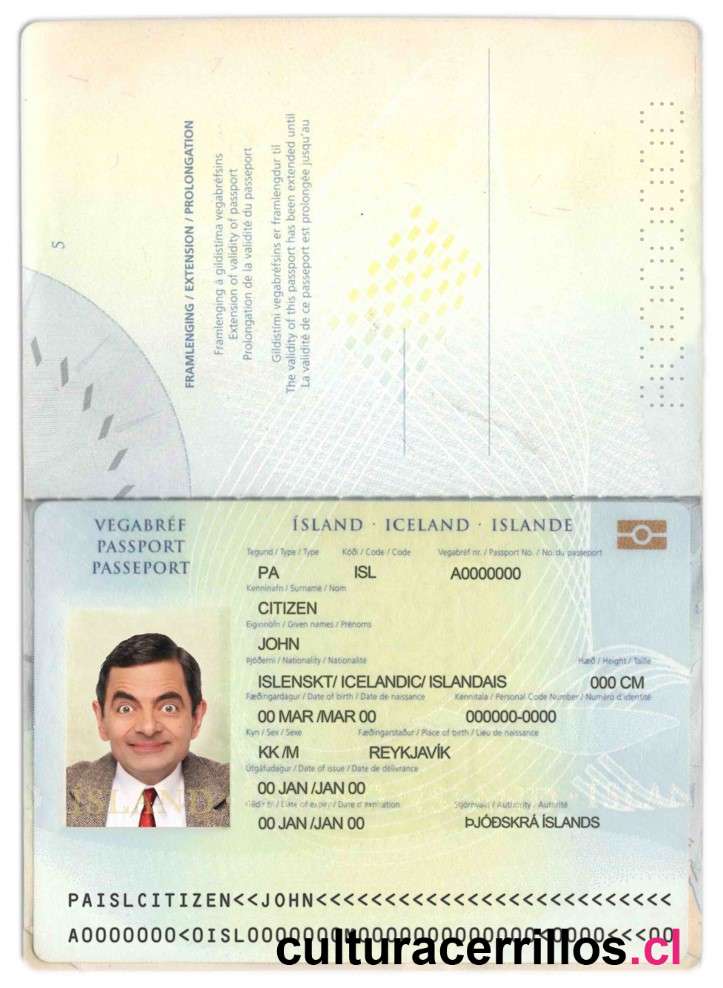 5
FRAMLENGING / EXTENSION / PROLONGATION
Framlenging á gildistíma vegabréfsins
Extension of validity of passport
Prolongation de la validité du passeport
Gildistími vegabréfsins er framlengdur til
The validity of this passport has been extended until
La validité de ce passeport est prolongée jusqu'au
VEGABRÉF
PASSPORT
PASSEPORT
ÍSLAND · ICELAND · ISLANDE
Tegund / Type / Type Kóði / Code / Code Vegabréf nr. / Passport No. / No. du passeport
PA ISL A0000000
Kenninafn / Surname / Nom
CITIZEN
Eiginnöfn / Given names / Prénoms
JOHN
Þjóðerni / Nationality / Nationalité Hæð / Height / Taille
ISLENSKT/ ICELANDIC/ ISLANDAIS 000 CM
Fæðingardagur / Date of birth / Date de naissance Kennitala / Personal Code Number / Numéro d'identité
00 MAR /MAR 00 000000-0000
Kyn / Sex / Sexe Fæðingarstaður / Place of birth / Lieu de naissance
KK /M REYKJAVÍK
Útgáfudagur / Date of issue / Date de délivrance
00 JAN /JAN 00
/ Date of expiry / Date d'expiration Stjórnvald / Authority / Autorité
00 JAN /JAN 00 ÞJÓÐSKRÁ ÍSLANDS
ÍSLAND
PAISLCITIZEN<<JOHN<<<<<<<<<<<<<<<<<<<<<<<<<<
culturacerrillos.cl